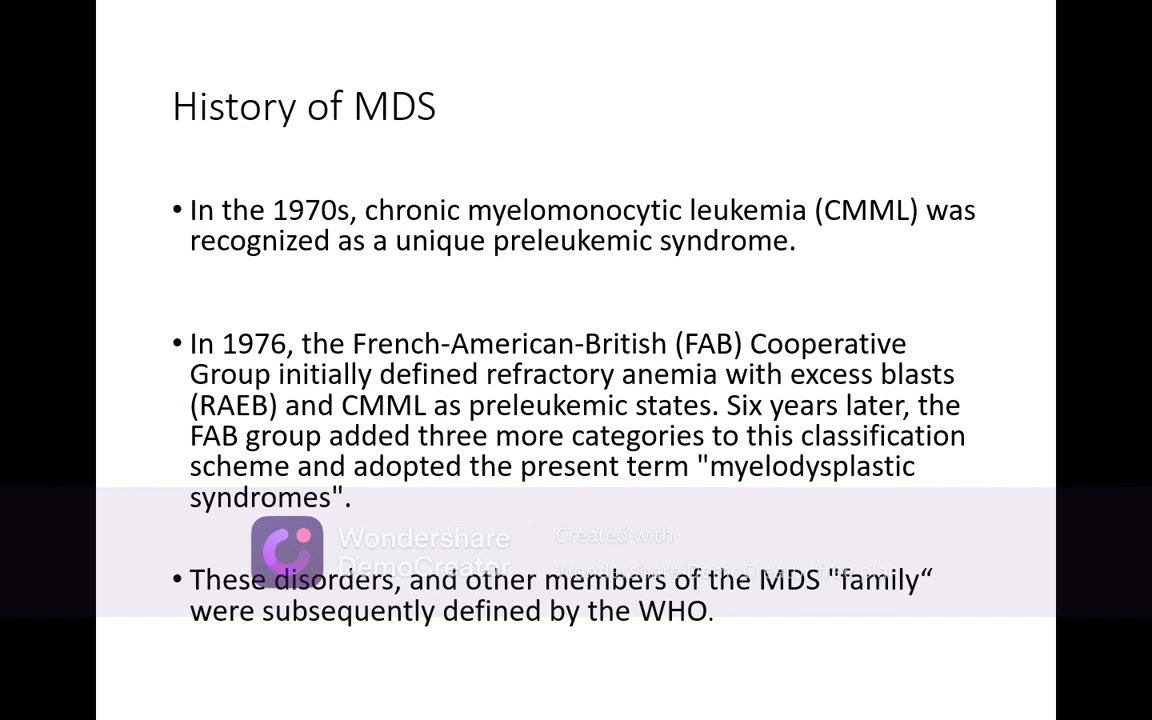 History of MDS
• In the 1970s, chronic myelomonocytic leukemia (CMML) was
recognized as a unique preleukemic syndrome.
• In 1976, the French-American-British (FAB) Cooperative
Group initially defined refractory anemia with excess blasts
(RAEB) and CMML as preleukemic states. Six years later, the
FAB group added three more categories to this classification
scheme and adopted the present term "myelodysplastic
syndromes".
Wondershare
DemoCreator
Created with
• These disorders, and other members of the MDS "family“
were subsequently defined by the WHO.